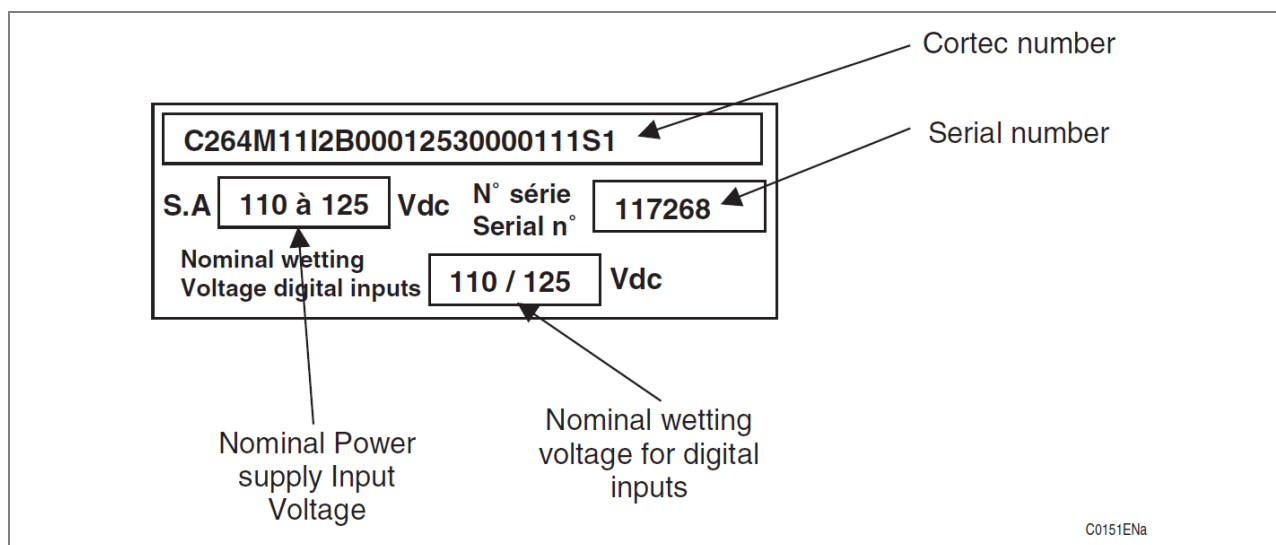 Cortec number
C264M11I2B00012530000111S1
Serial number
S.A 110 à 125 Vdc N° série
Serial n° 117268
Nominal wetting
Voltage digital inputs 110 / 125 Vdc
Nominal Power
supply Input
Voltage
Nominal wetting
voltage for digital
inputs
C0151ENa